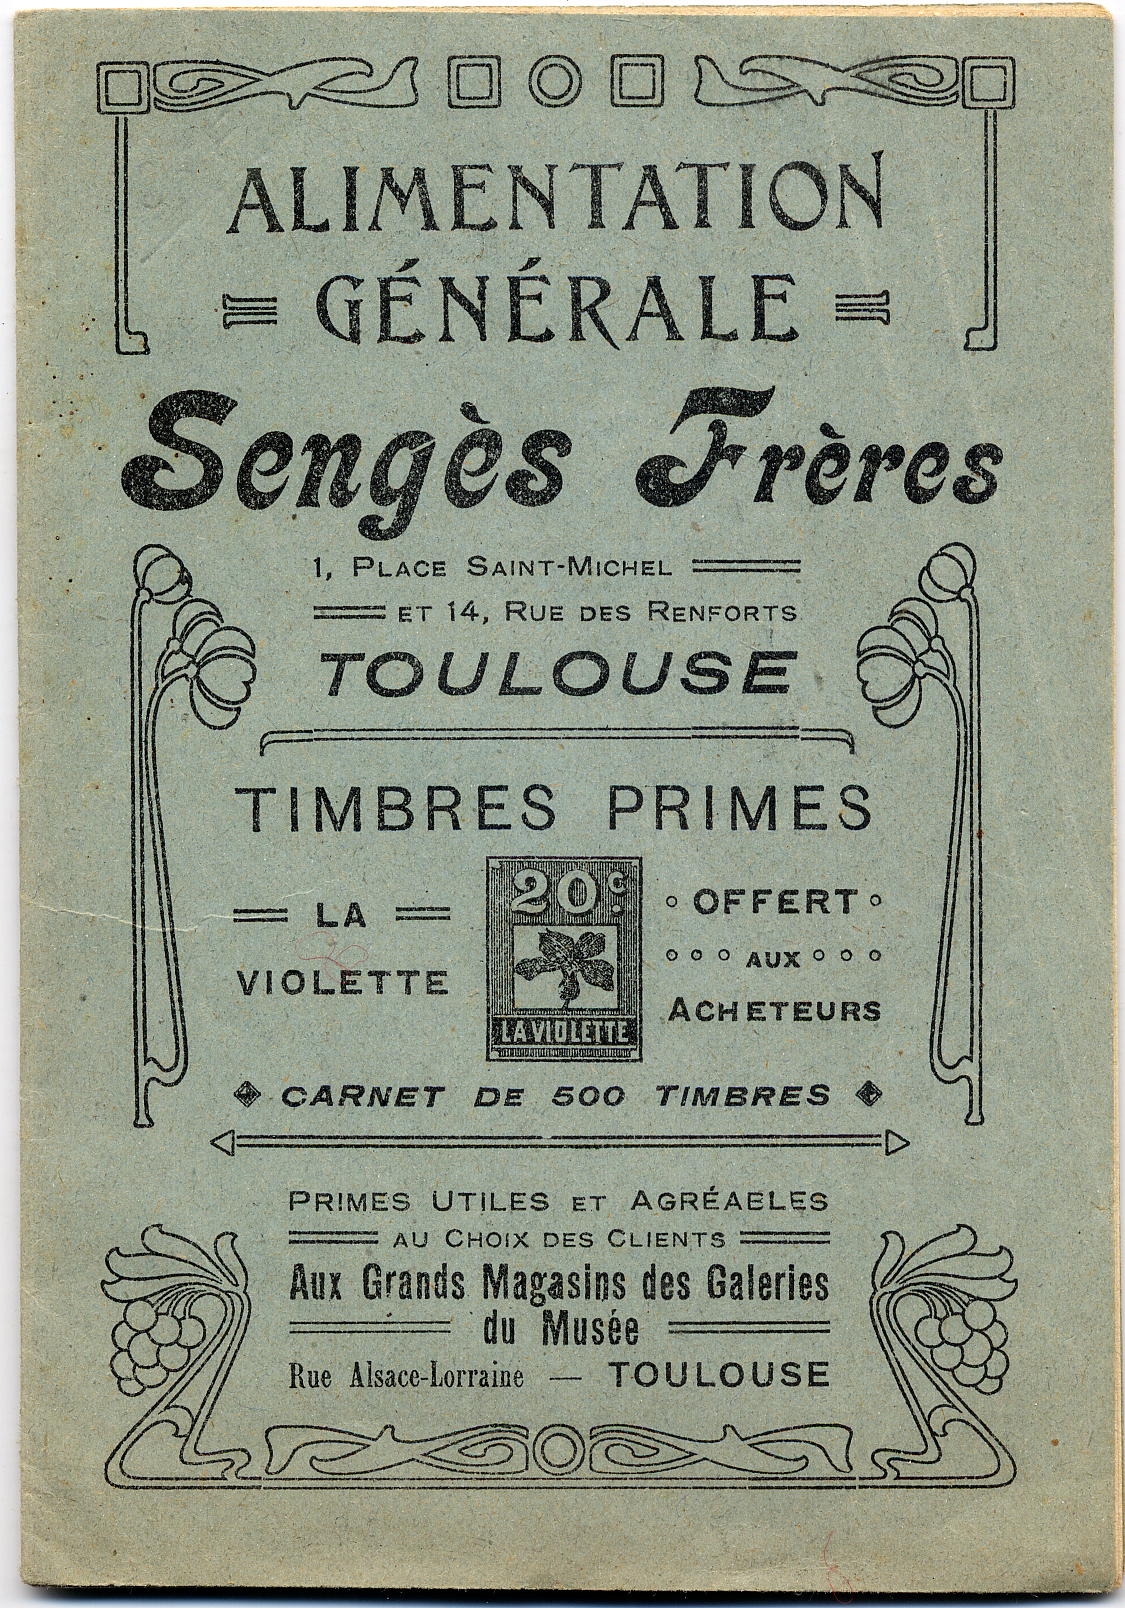 ALIMENTATION
GÉNÉRALE
Sengès Frères
1, PLACE SAINT-MICHEL
ET 14, RUE DES RENFORTS
TOULOUSE
TIMBRES PRIMES
LA
VIOLETTE
20c.
LA VIOLETTE
OFFERT
AUX
ACHETEURS
CARNET DE 500 TIMBRES
PRIMES UTILES ET AGRÉAELES
AU CHOIX DES CLIENTS
Aux Grands Magasins des Galeries
du Musée
Rue Alsace-Lorraine — TOULOUSE